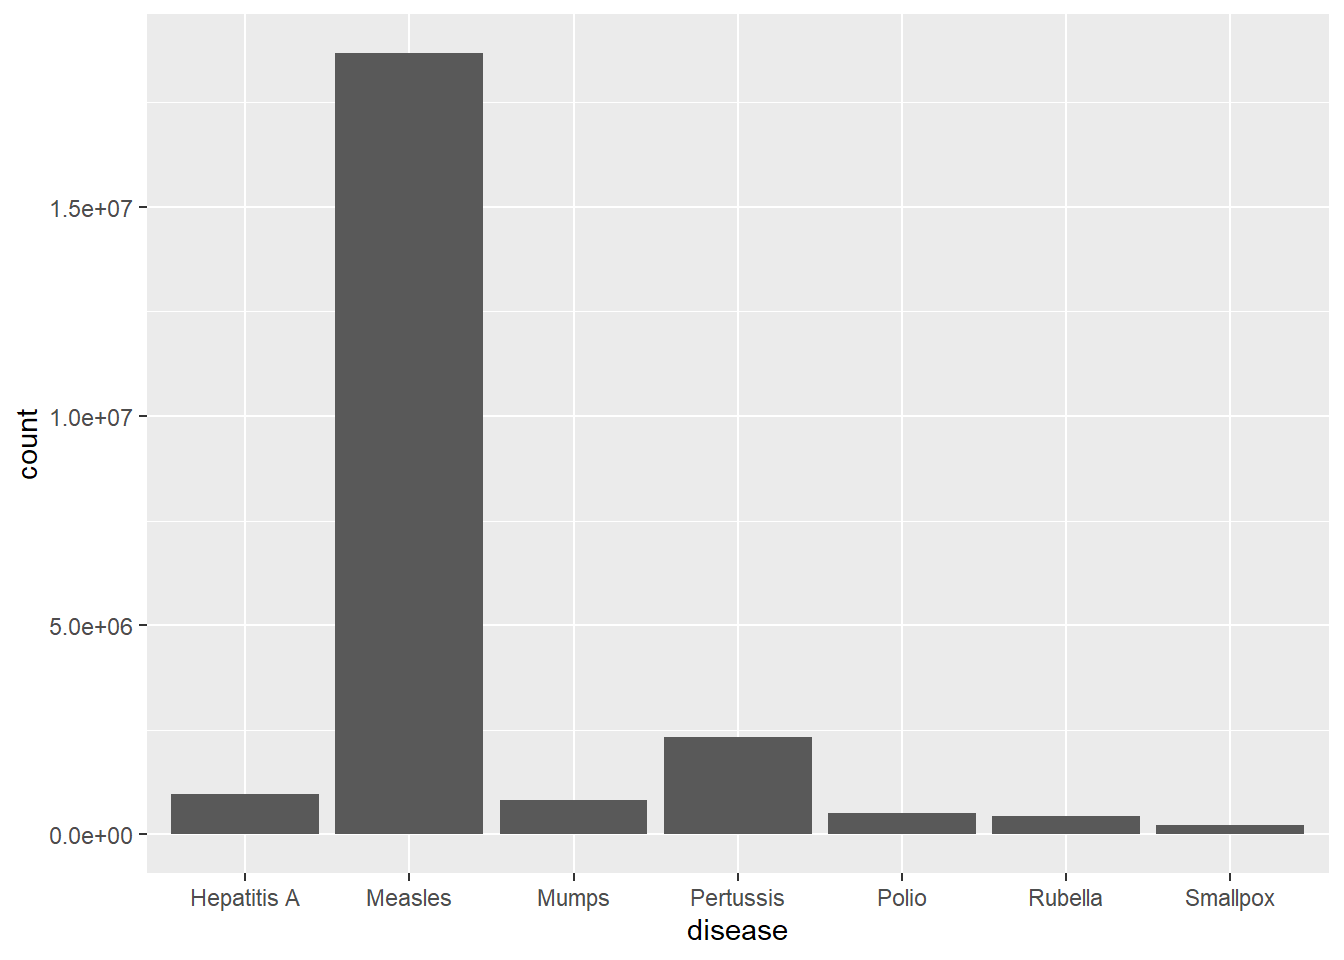 count
1.5e+07
1.0e+07
5.0e+06
0.0e+00
Hepatitis A Measles Mumps Pertussis Polio Rubella Smallpox
disease